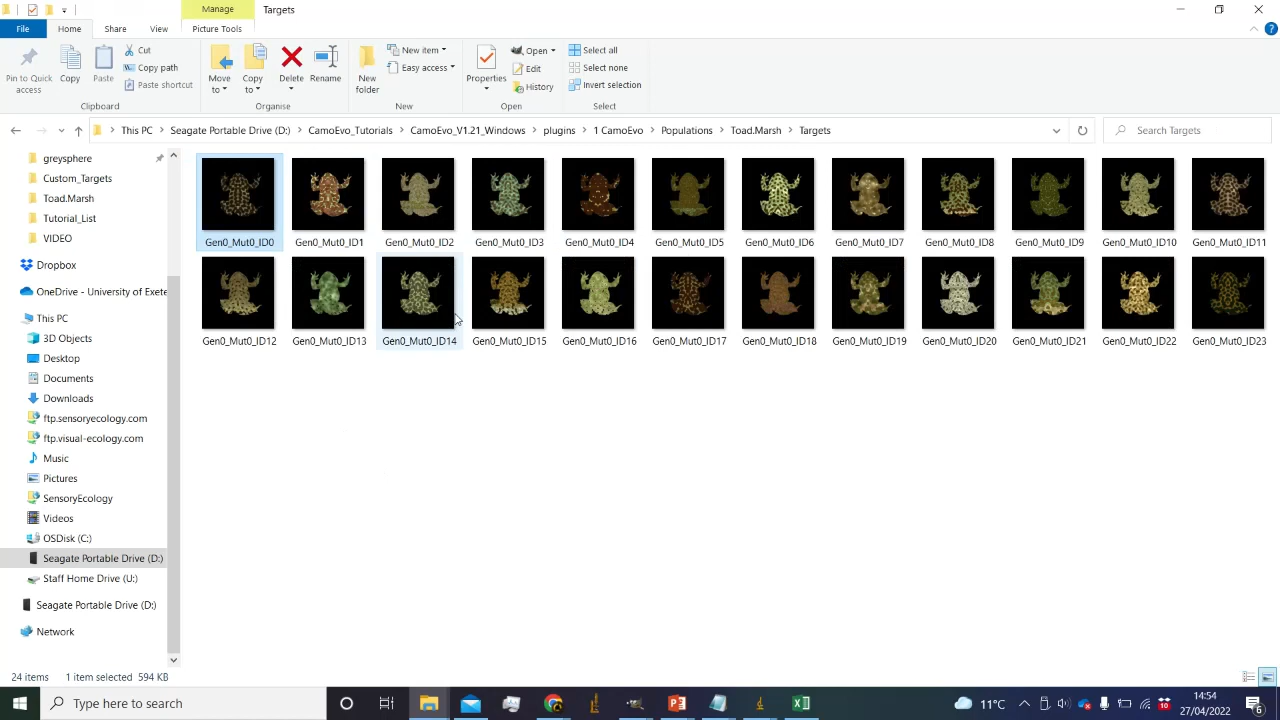 Manage
Targets
File
Home
Share
View
Picture Tools
Pin to Quick access
Copy
Paste
Cut
Copy path
Paste shortcut
Clipboard
Move to
Copy to
Delete
Rename
Organise
New folder
New item
Easy access
New
Properties
Open
Edit
History
Open
Select all
Select none
Invert selection
Select
This PC
Seagate Portable Drive (D:)
CamoEvo_Tutorials
CamoEvo_V1.21_Windows
plugins
1 CamoEvo
Populations
Toad.Marsh
Targets
Search Targets
greysphere
Custom_Targets
Toad.Marsh
Tutorial_List
VIDEO
Dropbox
OneDrive - University of Exete
This PC
3D Objects
Desktop
Documents
Downloads
ftp.sensoryecology.com
ftp.visual-ecology.com
Music
Pictures
SensoryEcology
Videos
OSDisk (C:)
Seagate Portable Drive (D:)
Staff Home Drive (U:)
Seagate Portable Drive (D:)
Network
Gen0_Mut0_ID0
Gen0_Mut0_ID1
Gen0_Mut0_ID2
Gen0_Mut0_ID3
Gen0_Mut0_ID4
Gen0_Mut0_ID5
Gen0_Mut0_ID6
Gen0_Mut0_ID7
Gen0_Mut0_ID8
Gen0_Mut0_ID9
Gen0_Mut0_ID10
Gen0_Mut0_ID11
Gen0_Mut0_ID12
Gen0_Mut0_ID13
Gen0_Mut0_ID14
Gen0_Mut0_ID15
Gen0_Mut0_ID16
Gen0_Mut0_ID17
Gen0_Mut0_ID18
Gen0_Mut0_ID19
Gen0_Mut0_ID20
Gen0_Mut0_ID21
Gen0_Mut0_ID22
Gen0_Mut0_ID23
24 items
1 item selected 594 KB
Type here to search
11°C
10
14:54
27/04/2022
6